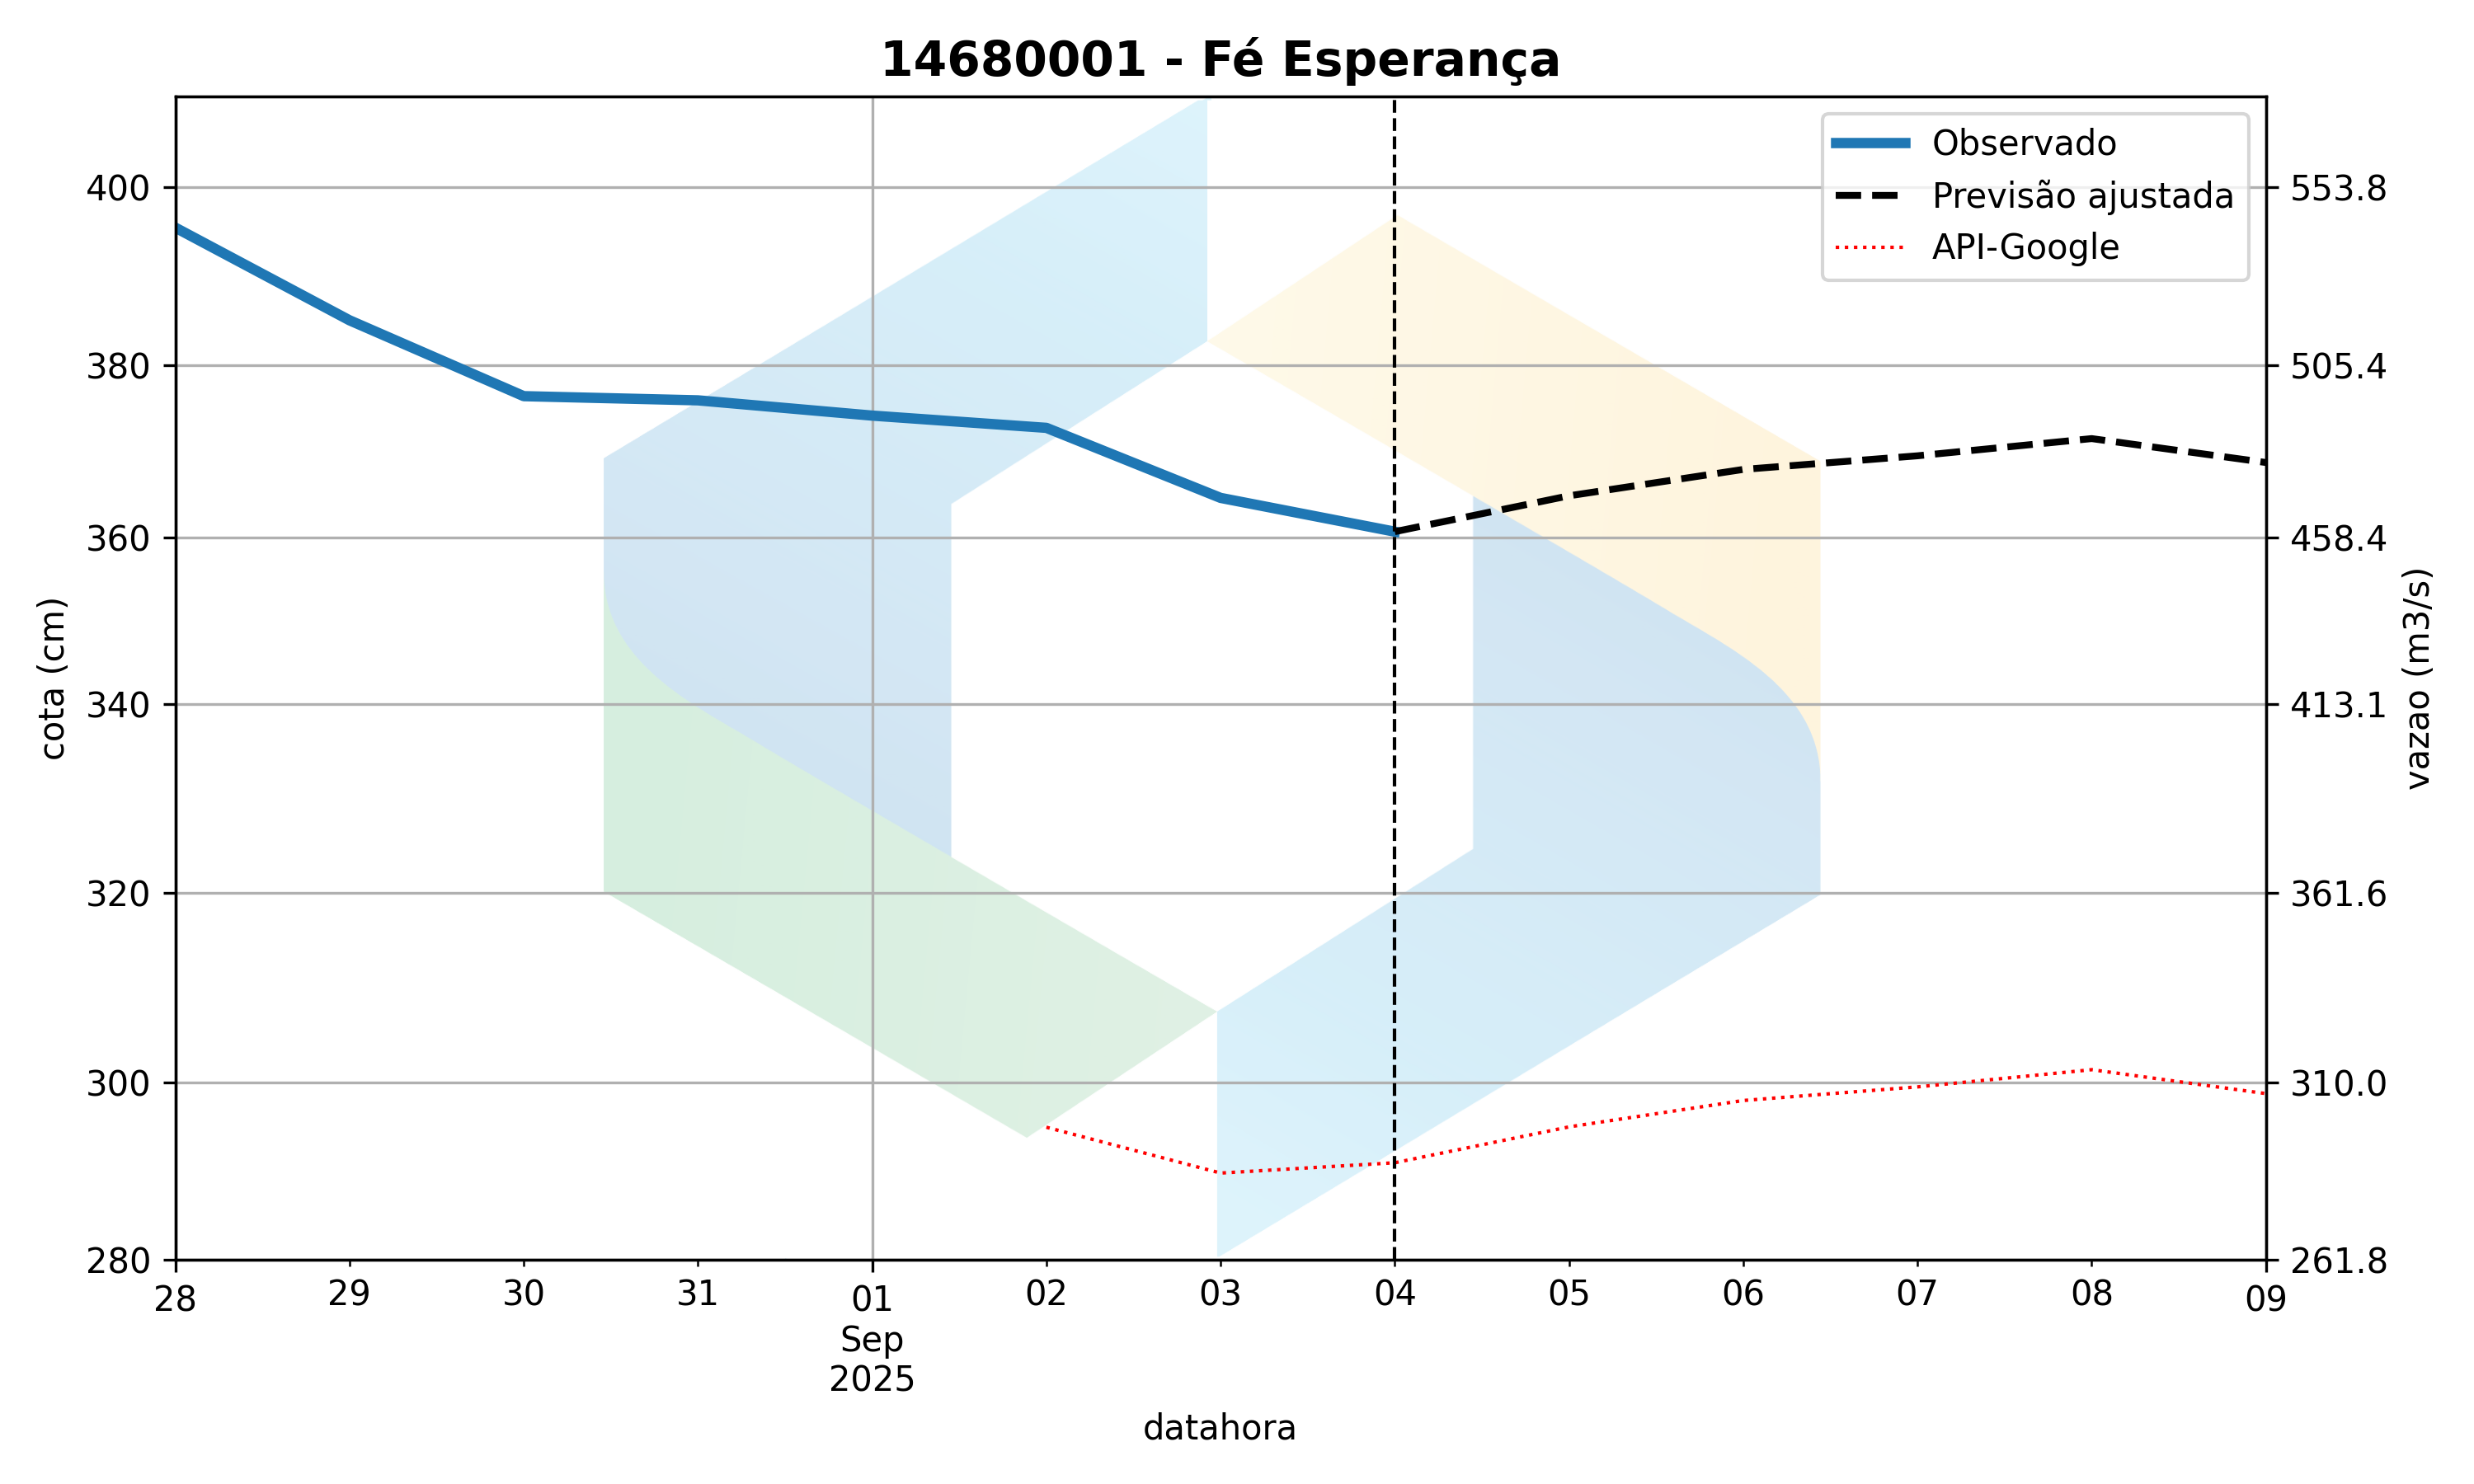 14680001 - Fé Esperança
Observado
Previsão ajustada
API-Google
400
380
360
340
320
300
280
cota (cm)
553.8
505.4
458.4
413.1
361.6
310.0
261.8
vazao (m3/s)
28 29 30 31 01 02 03 04 05 06 07 08 09
Sep
2025
datahora